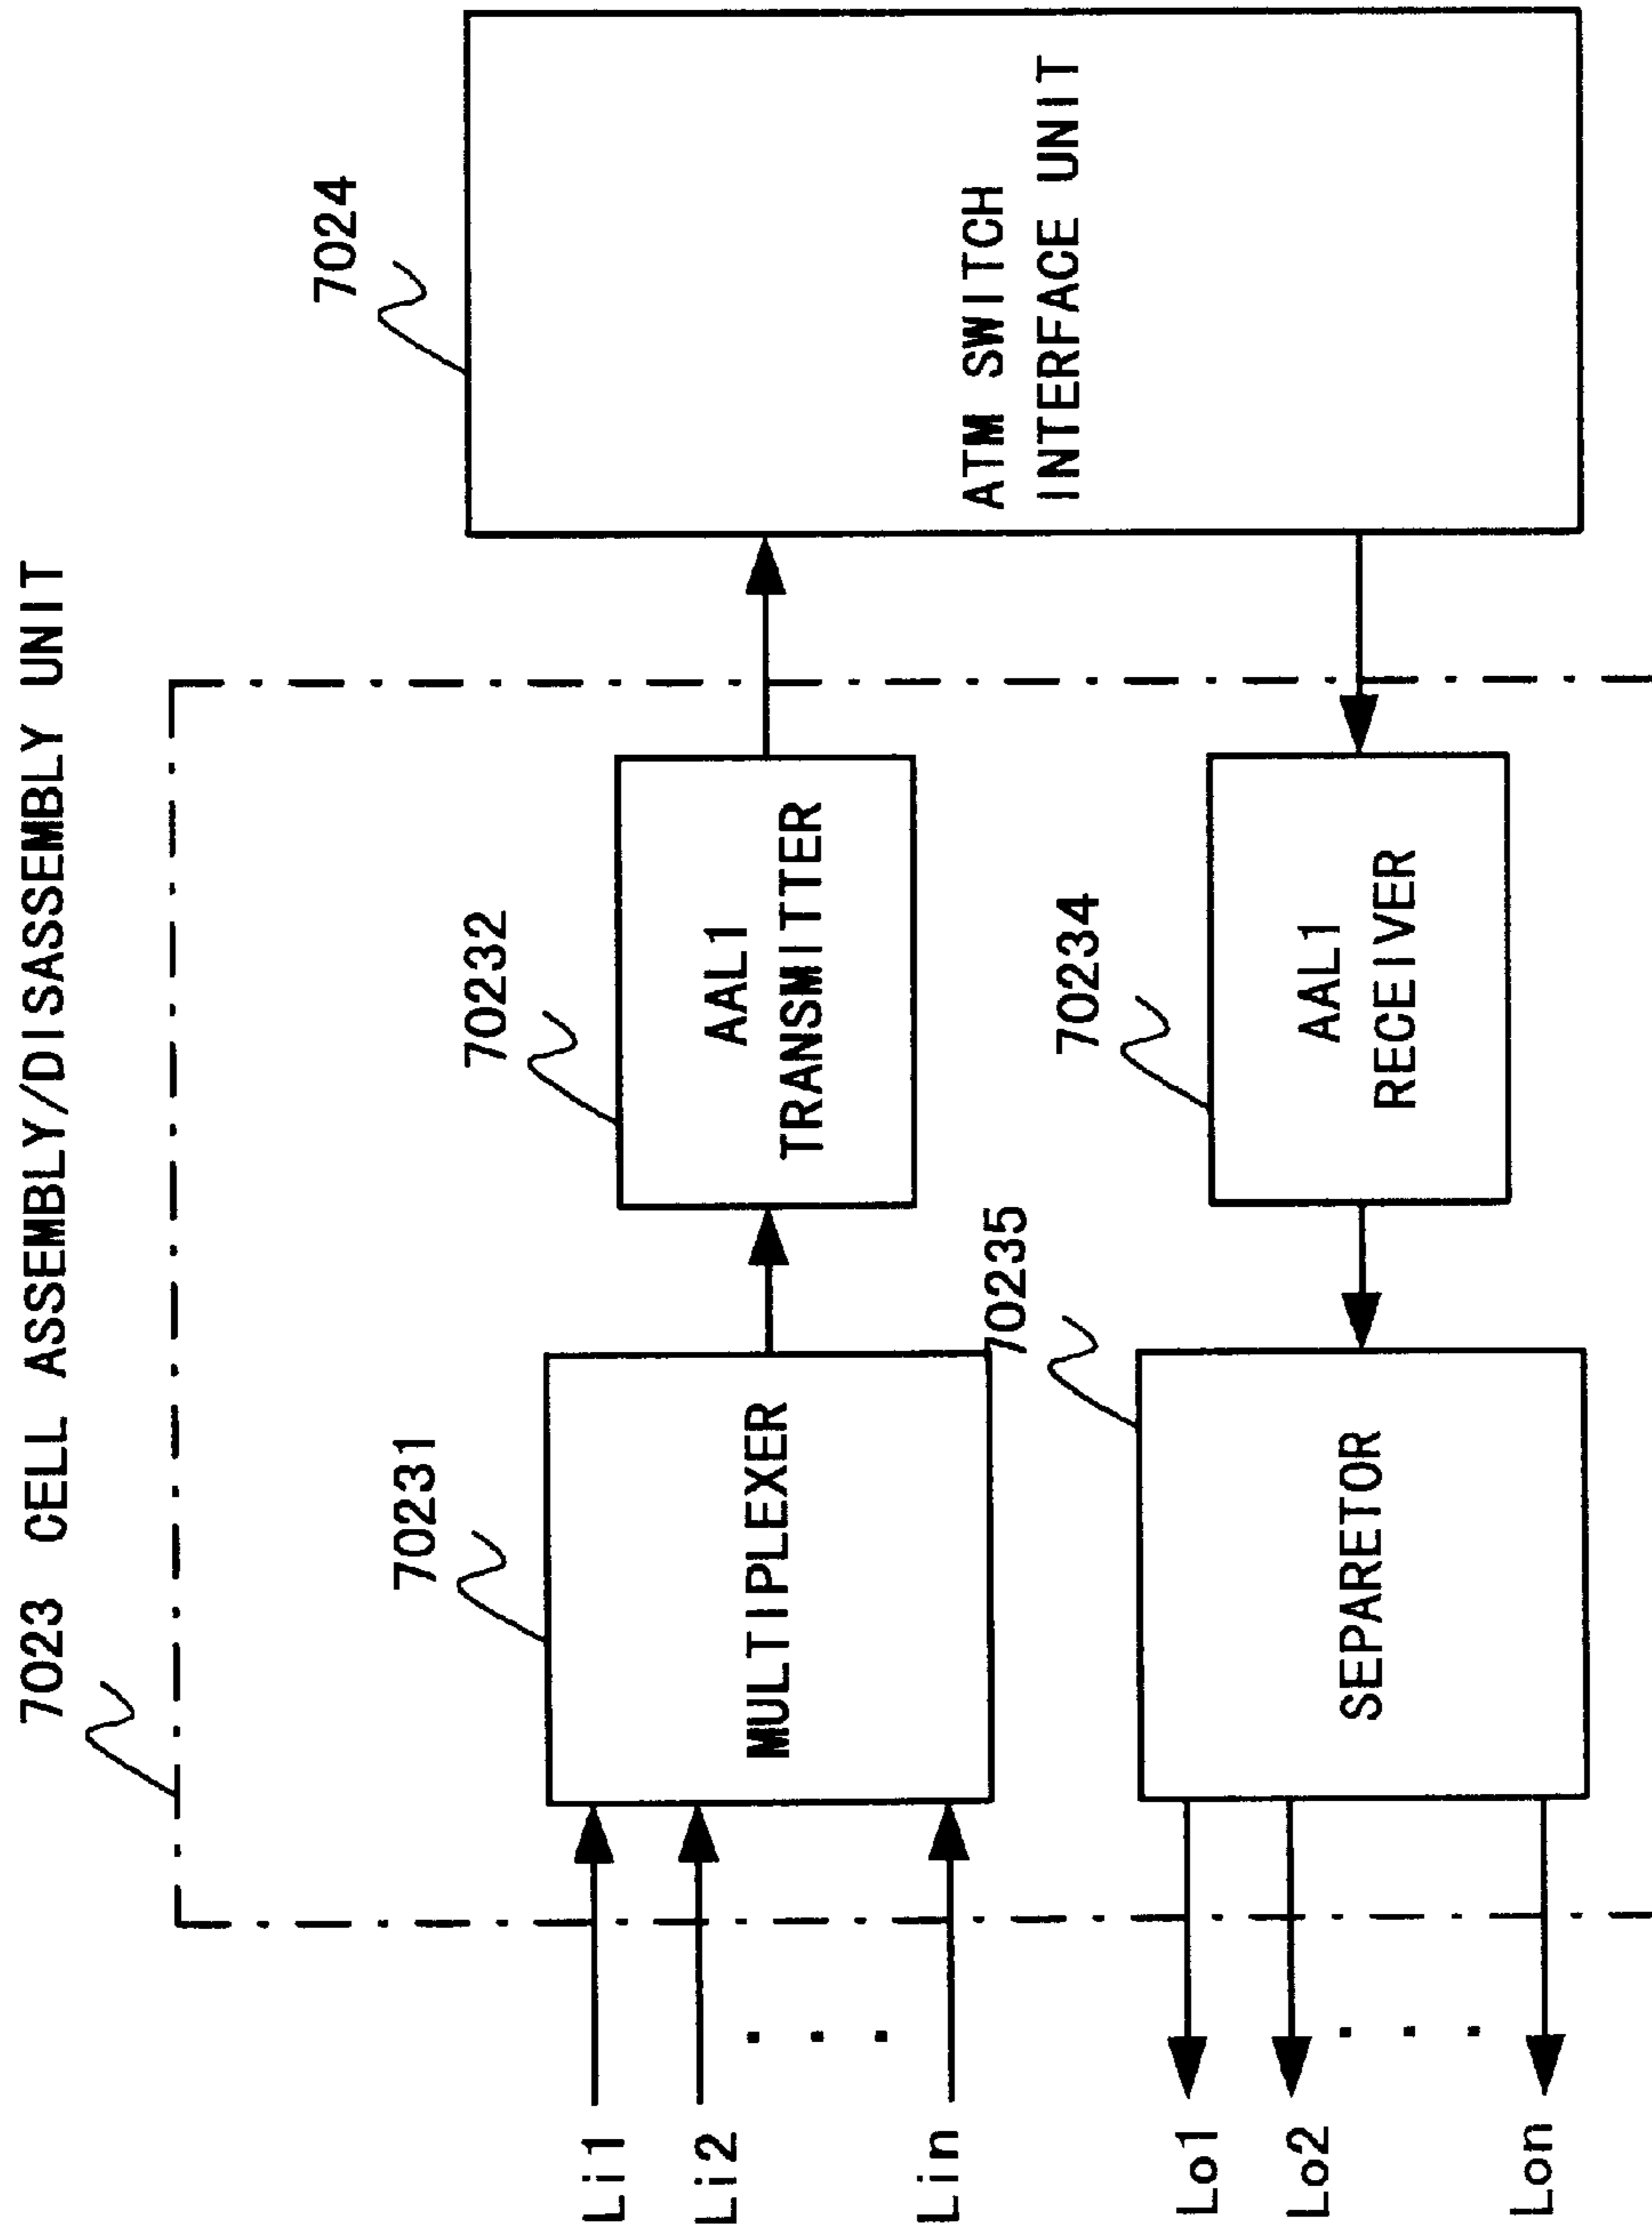 7023 CELL ASSEMBLY/DISASSEMBLY UNIT
7024
70231
70232
MULTIPLEXER
AAL1
TRANSMITTER
ATM SWITCH
INTERFACE UNIT
Li1
Li2
. . .
Lin
70235
70234
SEPARETOR
AAL1
RECEIVER
Lo1
Lo2
. . .
Lon